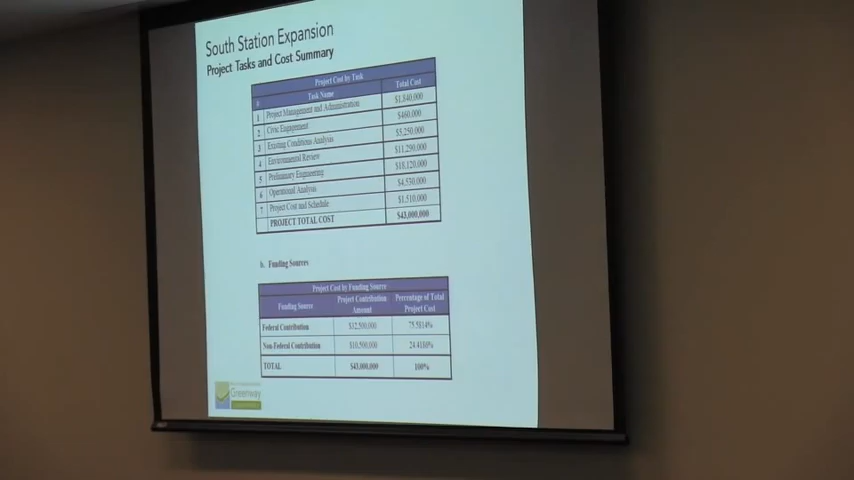 South Station Expansion
Project Tasks and Cost Summary
Project Cost by Task
# Task Name Total Cost
1 Project Management and Administration $1,840,000
2 Civic Engagement $460,000
3 Existing Conditions Analysis $5,250,000
4 Environmental Review $11,290,000
5 Preliminary Engineering $18,120,000
6 Operational Analysis $4,530,000
7 Project Cost and Schedule $1,510,000
PROJECT TOTAL COST $43,000,000
b. Funding Sources
Project Cost by Funding Source
Funding Source Project Contribution Amount Percentage of Total Project Cost
Federal Contribution $32,500,000 75.5814%
Non-Federal Contribution $10,500,000 24.4186%
TOTAL $43,000,000 100%
Greenway